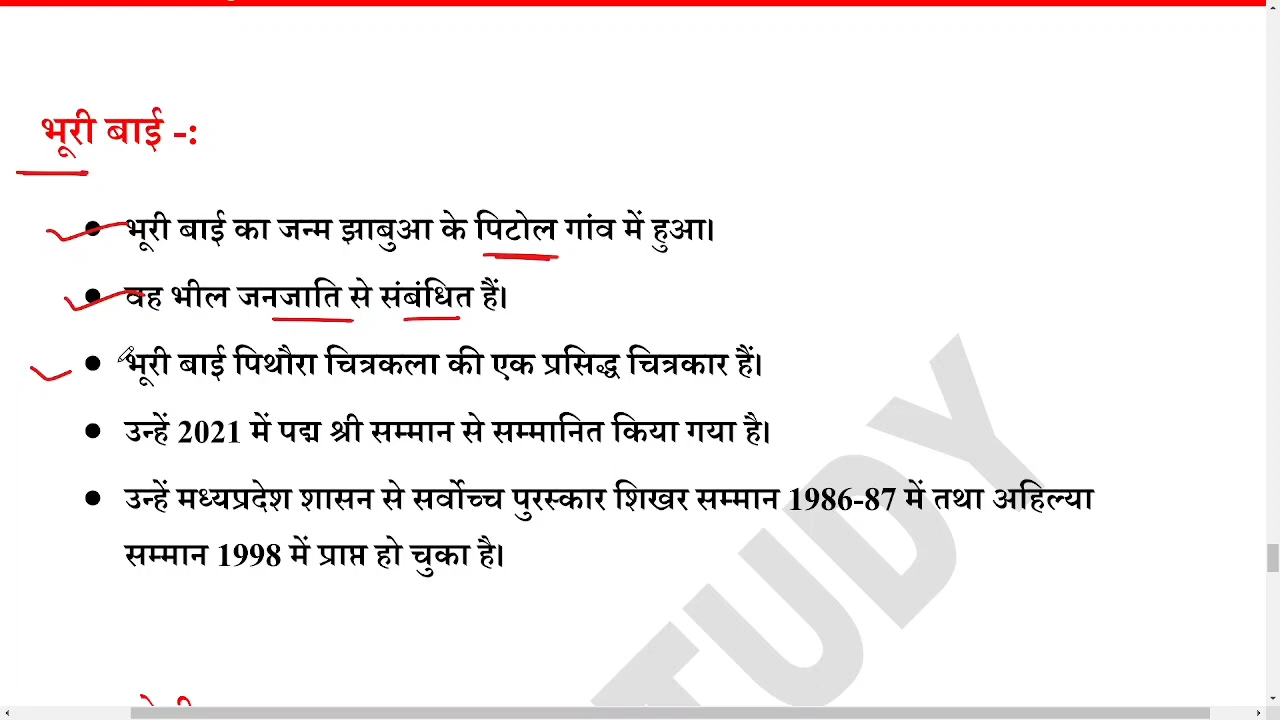 भूरी बाई -:
• भूरी बाई का जन्म झाबुआ के पिटोल गांव में हुआ।
• वह भील जनजाति से संबंधित हैं।
• भूरी बाई पिथौरा चित्रकला की एक प्रसिद्ध चित्रकार हैं।
• उन्हें 2021 में पद्म श्री सम्मान से सम्मानित किया गया है।
• उन्हें मध्यप्रदेश शासन से सर्वोच्च पुरस्कार शिखर सम्मान 1986-87 में तथा अहिल्या
सम्मान 1998 में प्राप्त हो चुका है।
TUDY